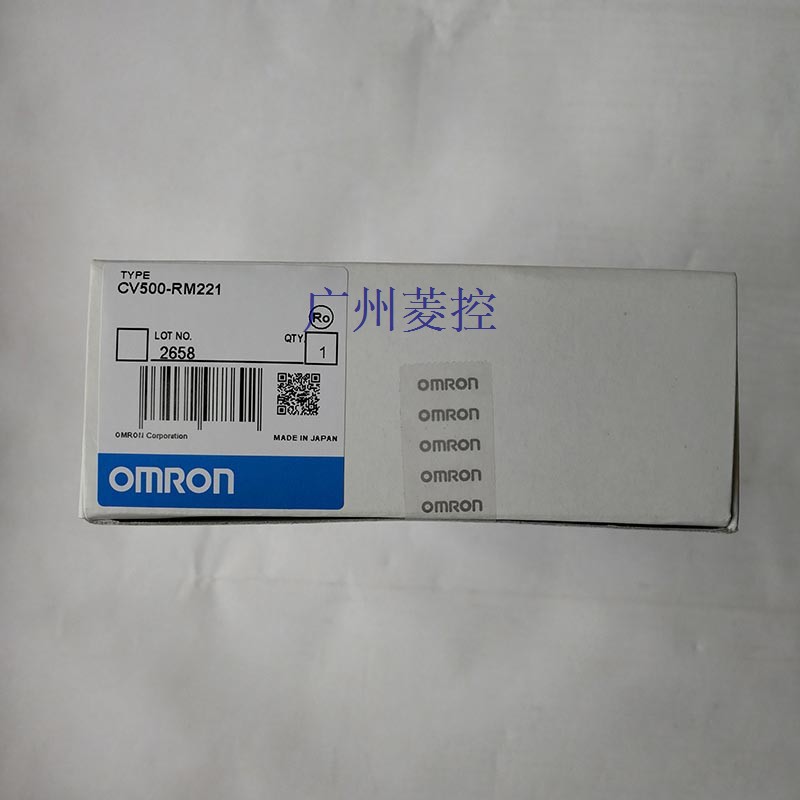 TYPE
CV500-RM221
广州菱控
Ro
LOT NO.
QTY.
2658
1
OMRON Corporation
MADE IN JAPAN
OMRON
OMRON
OMRON
OMRON
OMRON
OMRON